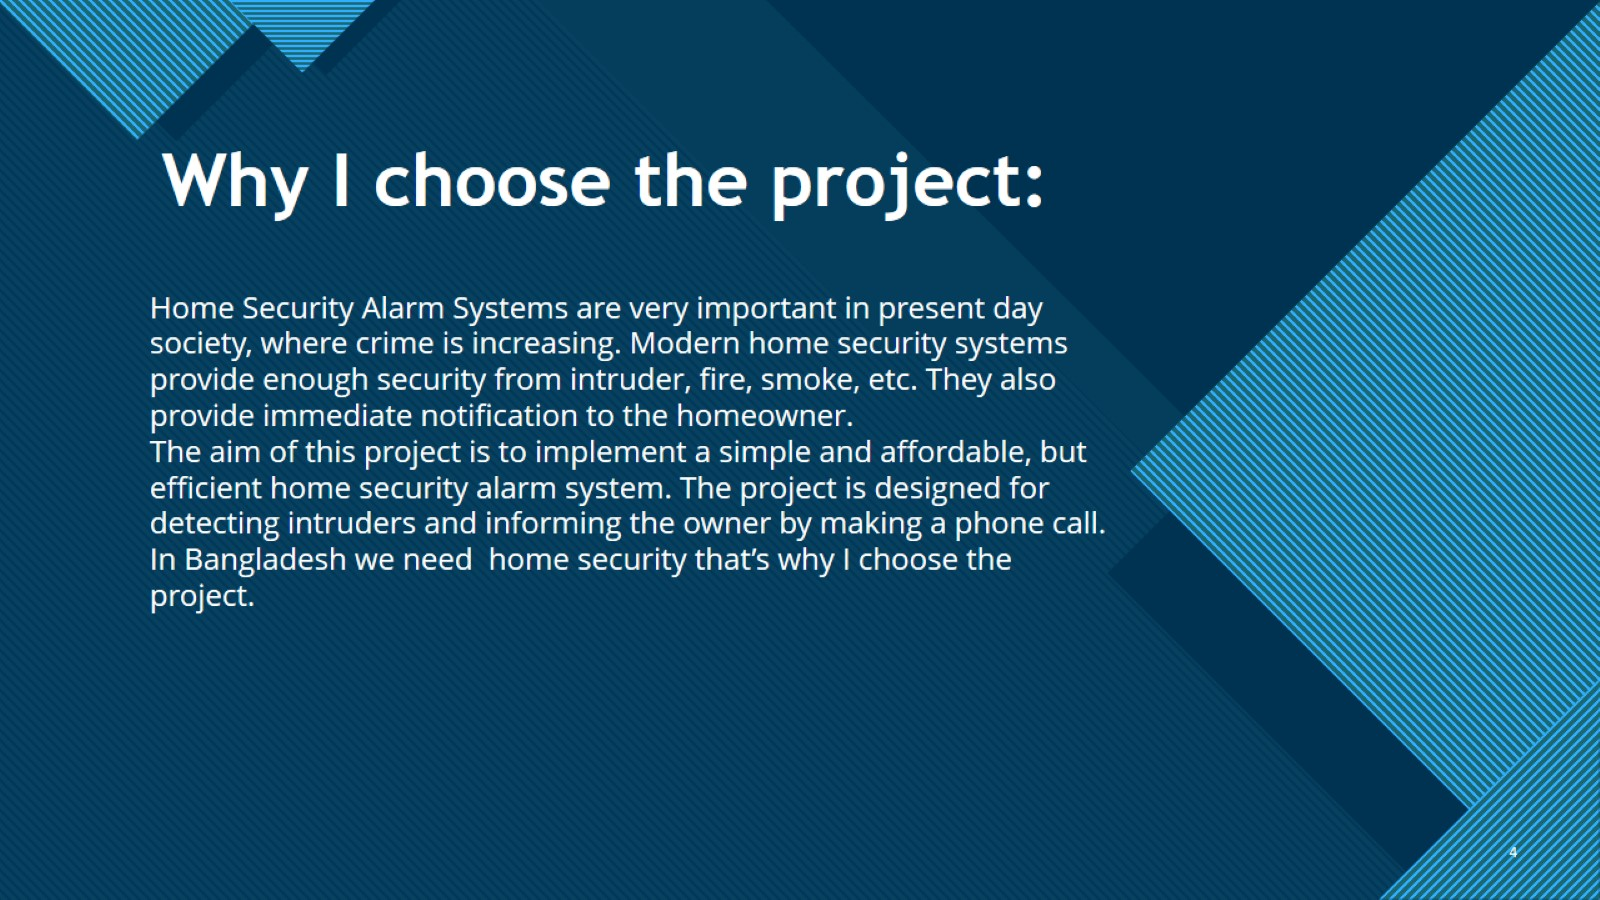 Why I choose the project:
Home Security Alarm Systems are very important in present day
society, where crime is increasing. Modern home security systems
provide enough security from intruder, fire, smoke, etc. They also
provide immediate notification to the homeowner.
The aim of this project is to implement a simple and affordable, but
efficient home security alarm system. The project is designed for
detecting intruders and informing the owner by making a phone call.
In Bangladesh we need  home security that’s why I choose the
project.
4